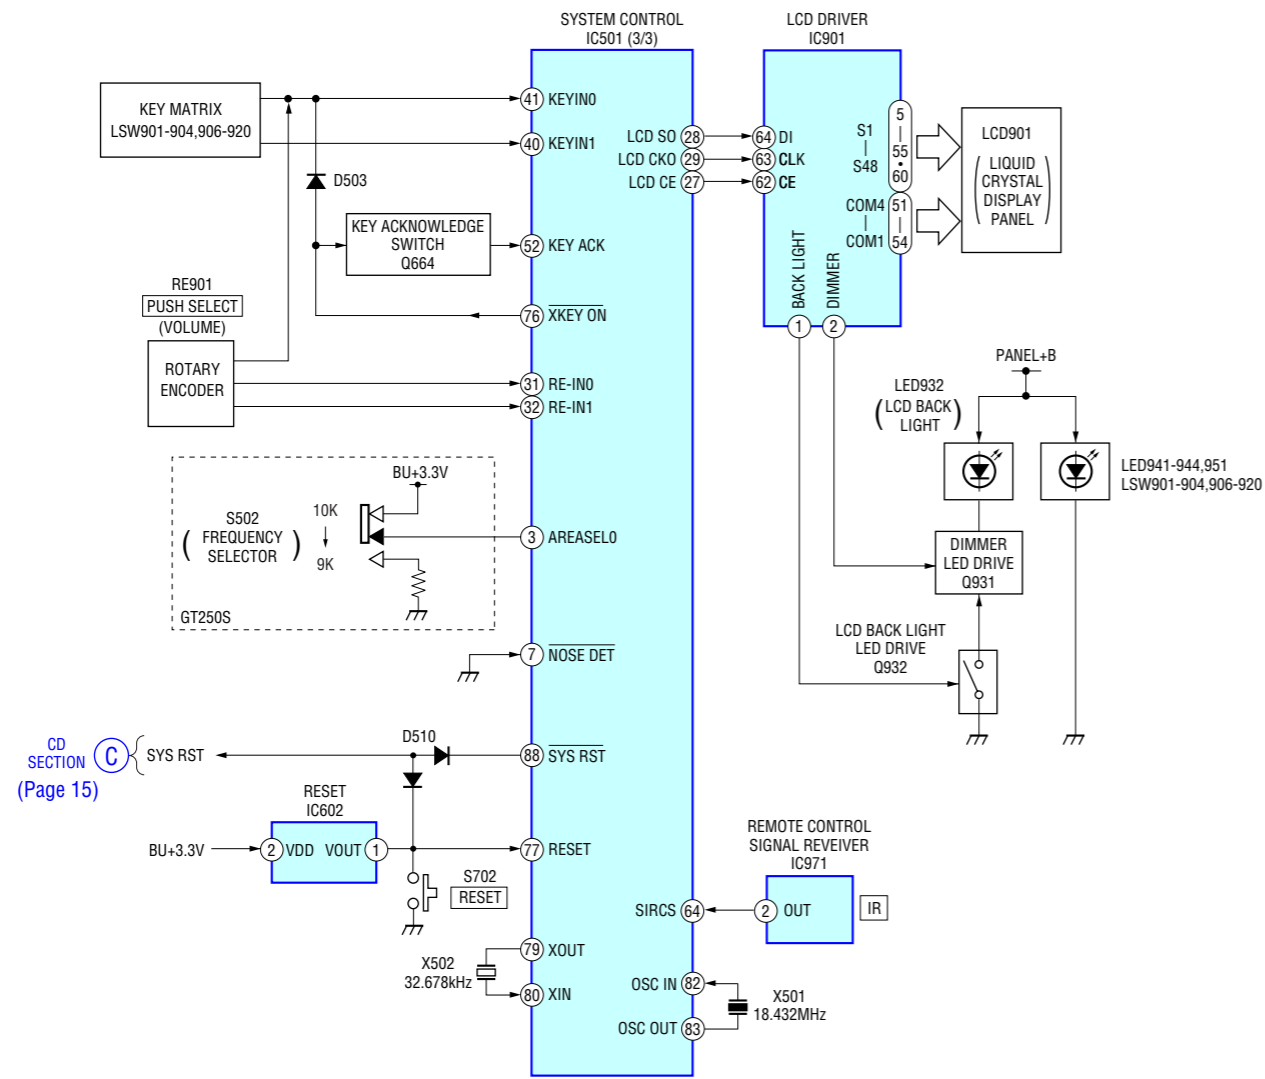 SYSTEM CONTROL
IC501 (3/3)
LCD DRIVER
IC901
KEY MATRIX
LSW901-904,906-920
41 KEYIN0
40 KEYIN1
D503
KEY ACKNOWLEDGE
SWITCH
Q664
52 KEY ACK
76 XKEY ON
RE901
PUSH SELECT
(VOLUME)
ROTARY
ENCODER
31 RE-IN0
32 RE-IN1
LCD SO 28
LCD CKO 29
LCD CE 27
64 DI
63 CLK
62 CE
S1
|
S48
5
|
55
•
60
COM4
|
COM1
51
|
54
LCD901
(LIQUID
CRYSTAL
DISPLAY
PANEL)
BACK LIGHT
DIMMER
1
2
PANEL+B
LED932
(LCD BACK
LIGHT)
LED941-944,951
LSW901-904,906-920
DIMMER
LED DRIVE
Q931
LCD BACK LIGHT
LED DRIVE
Q932
BU+3.3V
S502
(FREQUENCY
SELECTOR)
10K
9K
GT250S
3 AREASEL0
7 NOSE DET
CD
SECTION
(Page 15)
C
SYS RST
D510
88 SYS RST
RESET
IC602
BU+3.3V
2 VDD
VOUT 1
77 RESET
S702
RESET
X502
32.678kHz
79 XOUT
80 XIN
REMOTE CONTROL
SIGNAL REVEIVER
IC971
SIRCS 64
2 OUT
IR
OSC IN 82
OSC OUT 83
X501
18.432MHz